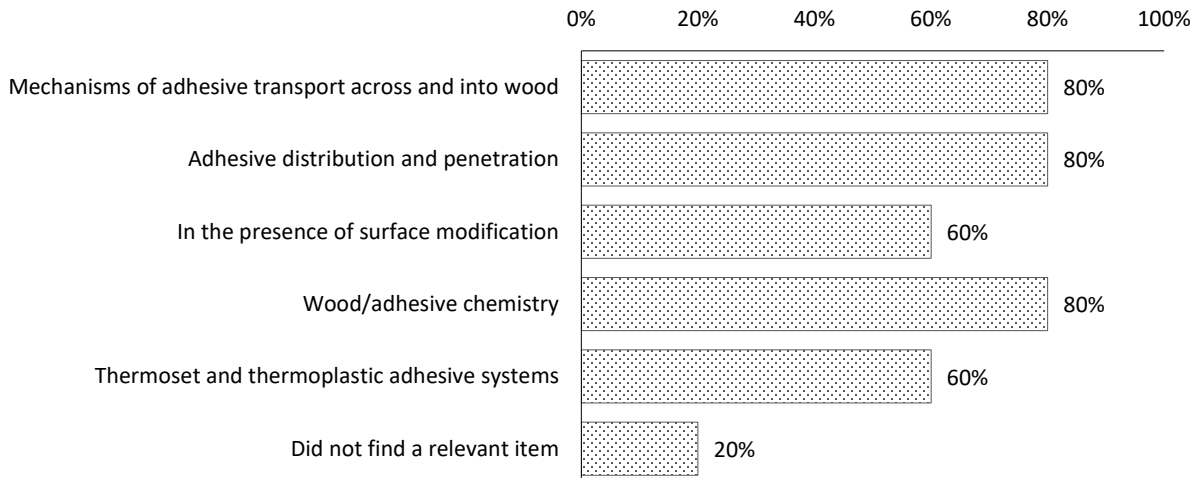 0% 20% 40% 60% 80% 100%
Mechanisms of adhesive transport across and into wood 80%
Adhesive distribution and penetration 80%
In the presence of surface modification 60%
Wood/adhesive chemistry 80%
Thermoset and thermoplastic adhesive systems 60%
Did not find a relevant item 20%